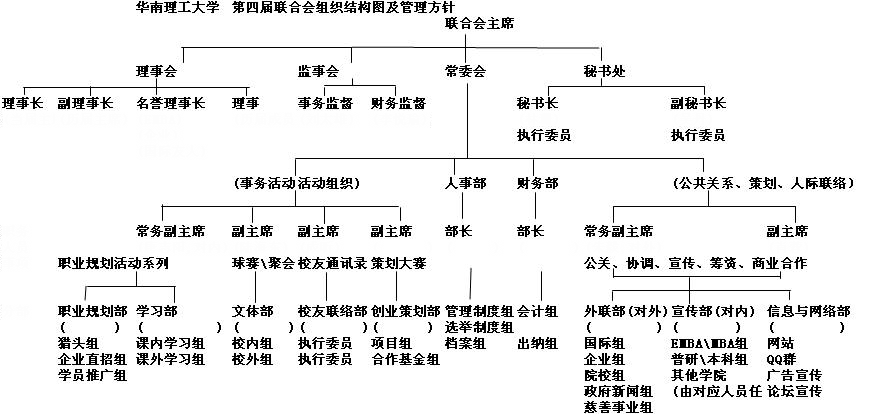 华南理工大学 第四届联合会组织结构图及管理方针
联合会主席
理事会 监事会 常委会 秘书处
理事长 副理事长 名誉理事长 理事 事务监督 财务监督 秘书长 副秘书长
执行委员 执行委员
(事务活动活动组织) 人事部 财务部 (公共关系、策划、人际联络)
常务副主席 副主席 副主席 副主席 部长 部长 常务副主席 副主席
职业规划活动系列 球赛\聚会 校友通讯录 策划大赛 公关、协调、宣传、筹资、商业合作
职业规划部 学习部 文体部 校友联络部 创业策划部 管理制度组 会计组 外联部(对外) 宣传部(对内) 信息与网络部
( ) ( ) ( ) ( ) ( ) 选举制度组 ( ) ( ) ( )
猎头组 课内学习组 校内组 执行委员 项目组 档案组 出纳组 国际组 EMBA\MBA组 网站
企业直招组 课外学习组 校外组 执行委员 合作基金组 企业组 普研\本科组 QQ群
学员推广组 院校组 其他学院 广告宣传
政府新闻组 (由对应人员任 论坛宣传
慈善事业组